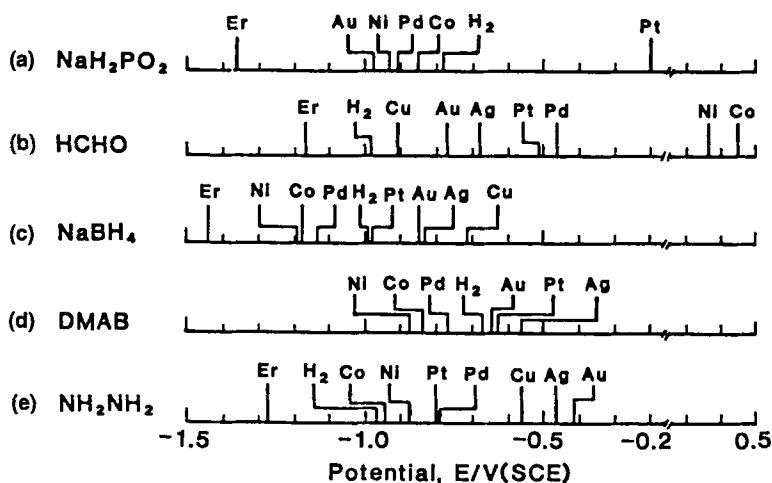 Er Au Ni Pd Co H₂ Pt
(a) NaH₂PO₂
Er H₂ Cu Au Ag Pt Pd Ni Co
(b) HCHO
Er Ni Co Pd H₂ Pt Au Ag Cu
(c) NaBH₄
Ni Co Pd H₂ Au Pt Ag
(d) DMAB
Er H₂ Co Ni Pt Pd Cu Ag Au
(e) NH₂NH₂
−1.5 −1.0 −0.5 −0.2 0.5
Potential, E/V(SCE)